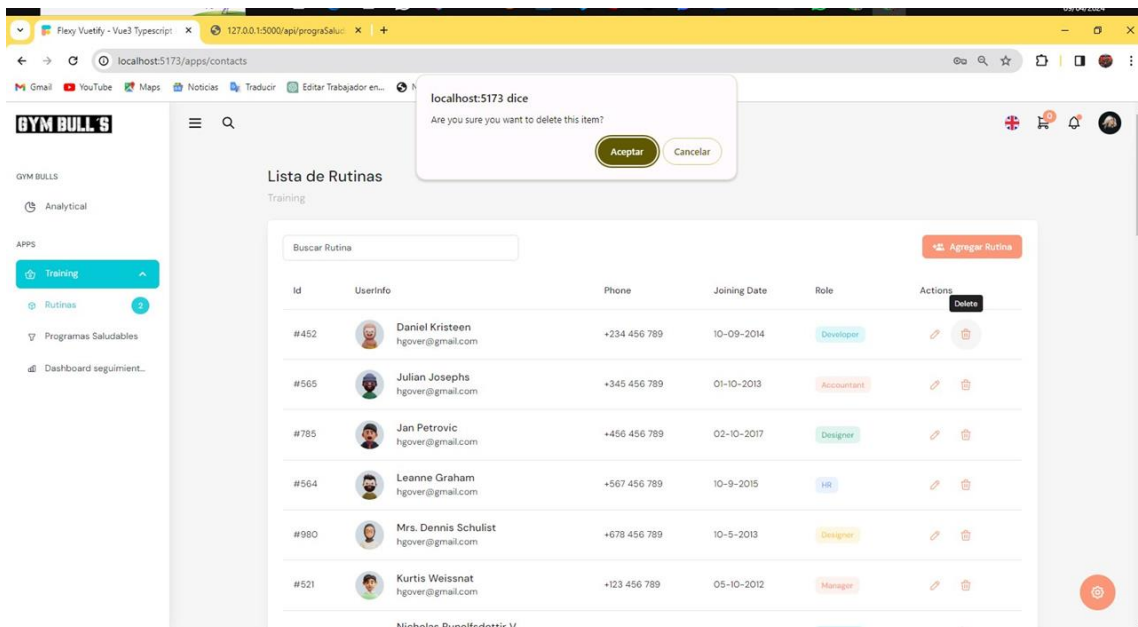 09/04/2024
Flexy Vuetify - Vue3 Typescript
127.0.0.1:5000/api/prograSalud
localhost:5173/apps/contacts
Gmail YouTube Maps Noticias Traducir Editar Trabajador en...
localhost:5173 dice
Are you sure you want to delete this item?
Aceptar Cancelar
GYM BULL´S
0
GYM BULLS
Analytical
APPS
Training
Rutinas 2
Programas Saludables
Dashboard seguimient...
Lista de Rutinas
Training
Buscar Rutina
Agregar Rutina
Id UserInfo Phone Joining Date Role Actions
Delete
#452 Daniel Kristeen +234 456 789 10-09-2014 Developer
hgover@gmail.com
#565 Julian Josephs +345 456 789 01-10-2013 Accountant
hgover@gmail.com
#785 Jan Petrovic +456 456 789 02-10-2017 Designer
hgover@gmail.com
#564 Leanne Graham +567 456 789 10-9-2015 HR
hgover@gmail.com
#980 Mrs. Dennis Schulist +678 456 789 10-5-2013 Designer
hgover@gmail.com
#521 Kurtis Weissnat +123 456 789 05-10-2012 Manager
hgover@gmail.com
Nicholas